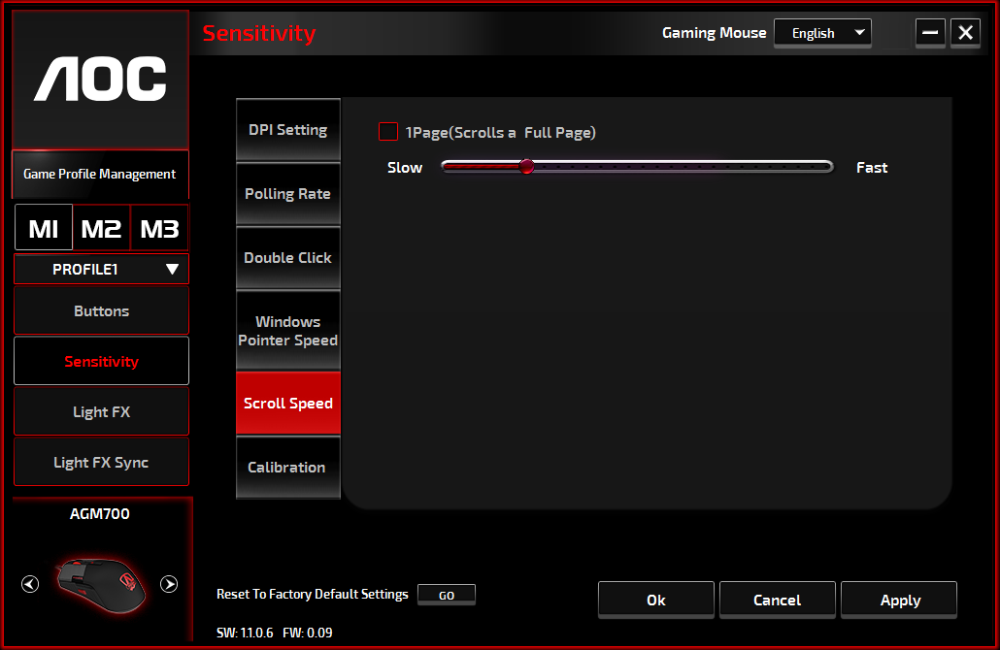 Sensitivity
Gaming Mouse English
AOC
Game Profile Management
M1 M2 M3
PROFILE1
Buttons
Sensitivity
Light FX
Light FX Sync
AGM700
DPI Setting
Polling Rate
Double Click
Windows
Pointer Speed
Scroll Speed
Calibration
1Page(Scrolls a Full Page)
Slow Fast
Reset To Factory Default Settings GO
SW: 1.1.0.6 FW: 0.09
Ok Cancel Apply